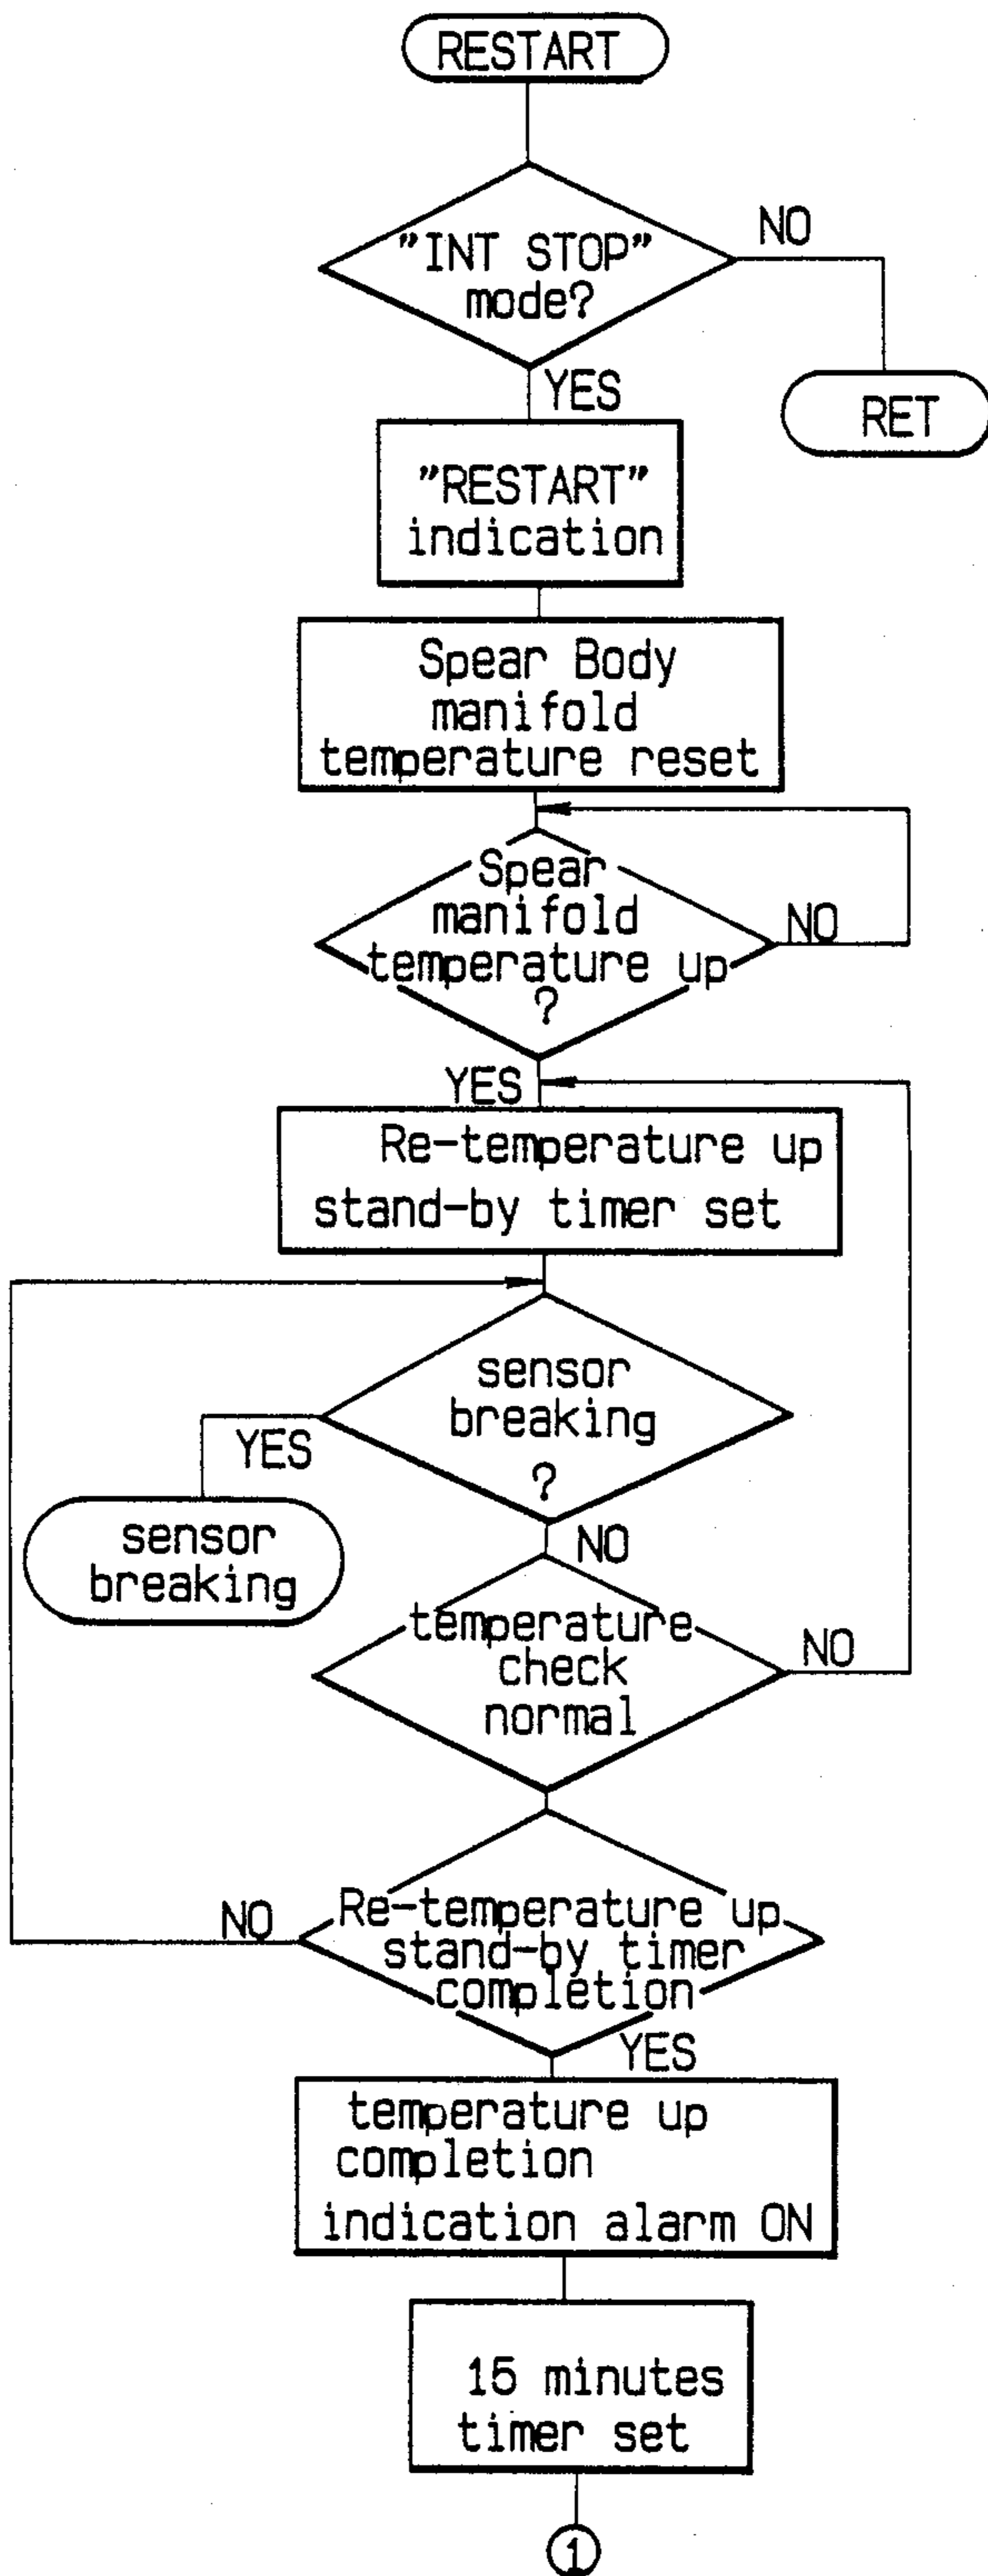 RESTART
"INT STOP"
mode?
NO
RET
YES
"RESTART"
indication
Spear Body
manifold
temperature reset
Spear
manifold
temperature up
?
NO
YES
Re-temperature up
stand-by timer set
sensor
breaking
?
YES
sensor
breaking
NO
temperature
check
normal
NO
Re-temperature up
stand-by timer
completion
NO
YES
temperature up
completion
indication alarm ON
15 minutes
timer set
1